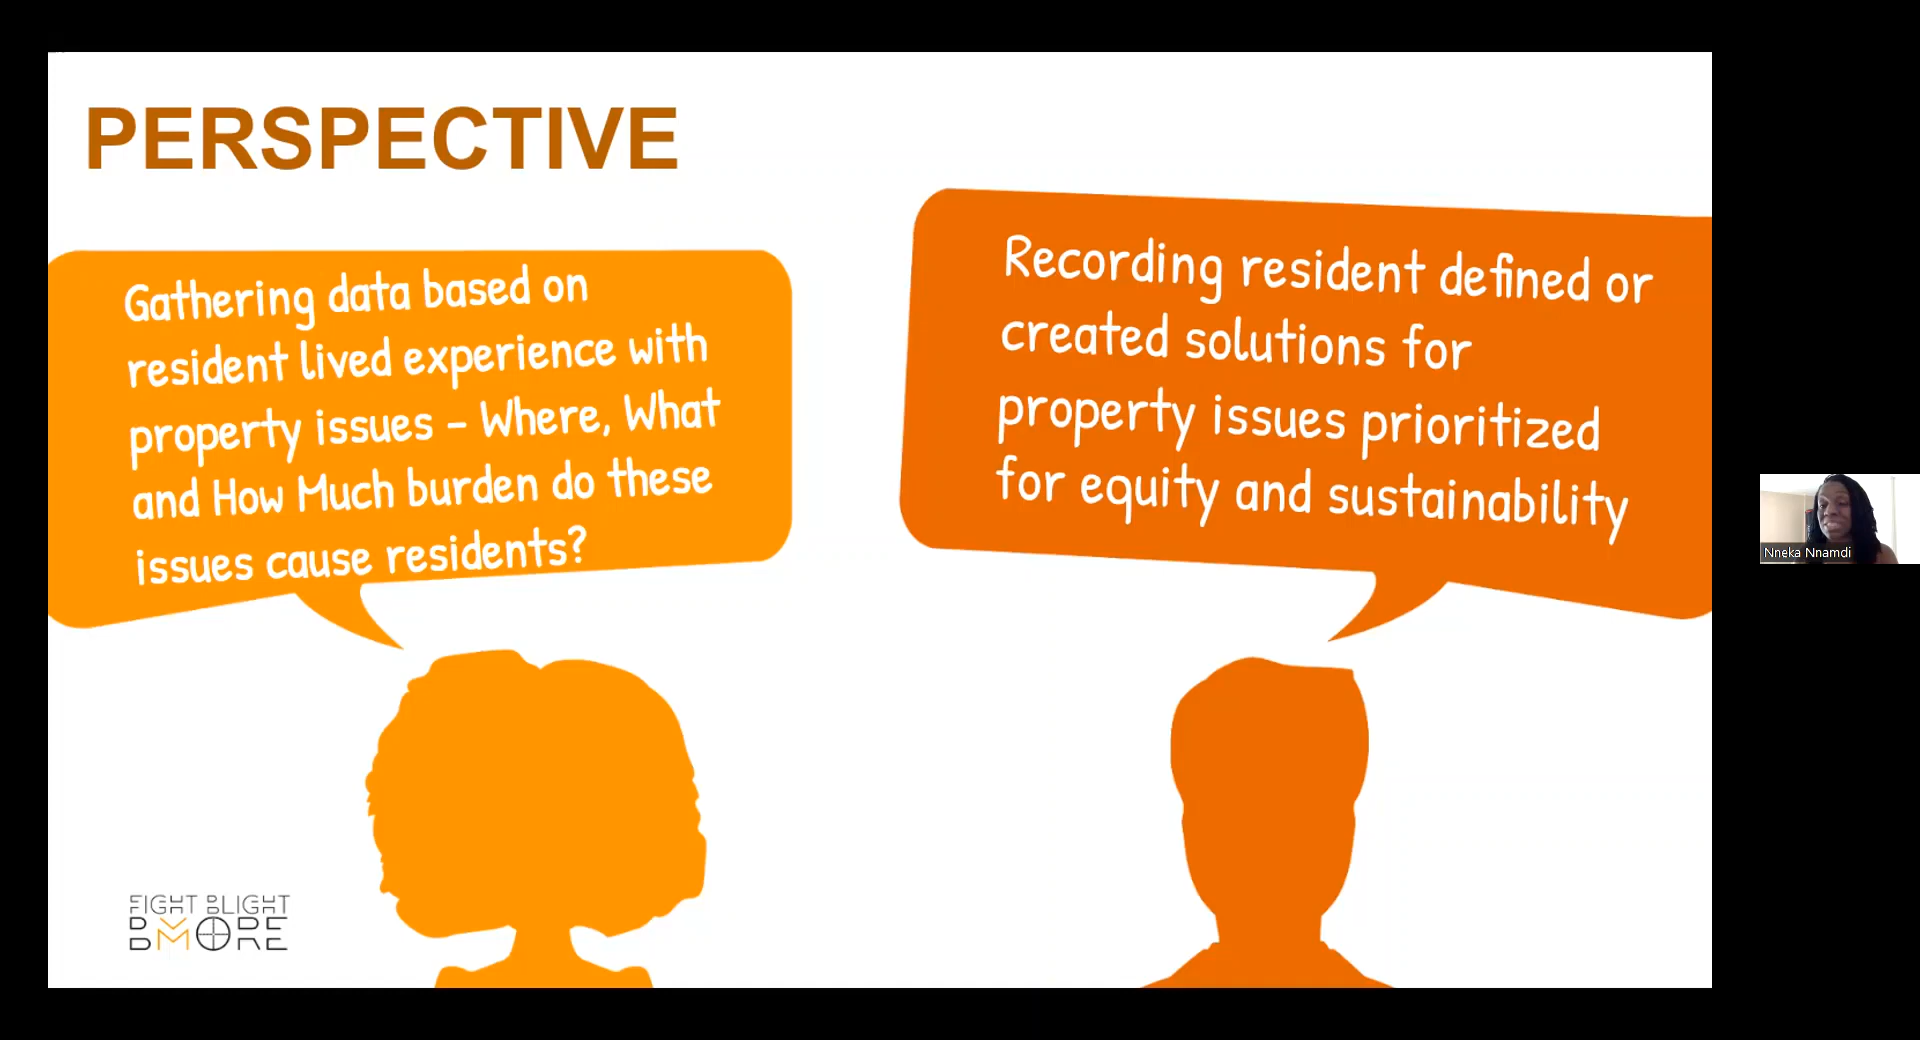 PERSPECTIVE
Gathering data based on
resident lived experience with
property issues – Where, What
and How Much burden do these
issues cause residents?
Recording resident defined or
created solutions for
property issues prioritized
for equity and sustainability
Nneka Nnamdi
FIGHT BLIGHT
BMORE